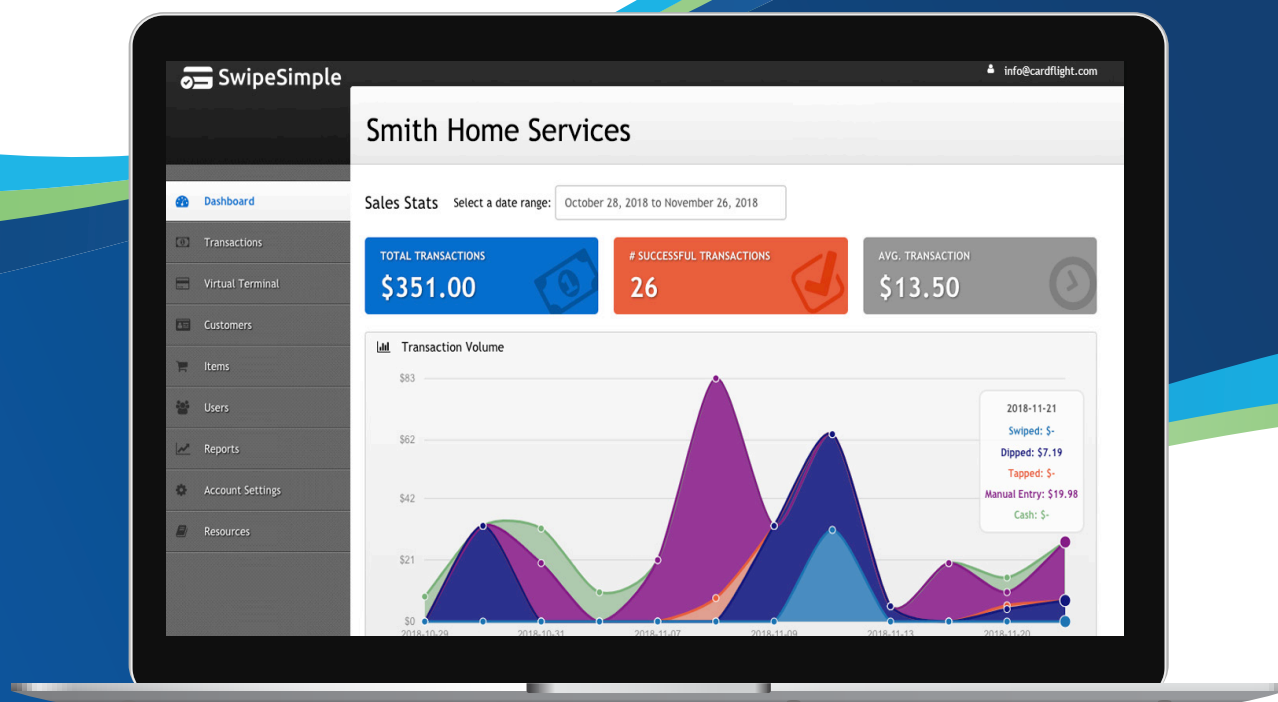 SwipeSimple
info@cardflight.com
Smith Home Services
Dashboard
Transactions
Virtual Terminal
Customers
Items
Users
Reports
Account Settings
Resources
Sales Stats Select a date range: October 28, 2018 to November 26, 2018
TOTAL TRANSACTIONS
$351.00
# SUCCESSFUL TRANSACTIONS
26
AVG. TRANSACTION
$13.50
Transaction Volume
$83
$62
$42
$21
$0
2018-10-29 2018-10-31 2018-11-07 2018-11-09 2018-11-13 2018-11-20
2018-11-21
Swiped: $-
Dipped: $7.19
Tapped: $-
Manual Entry: $19.98
Cash: $-